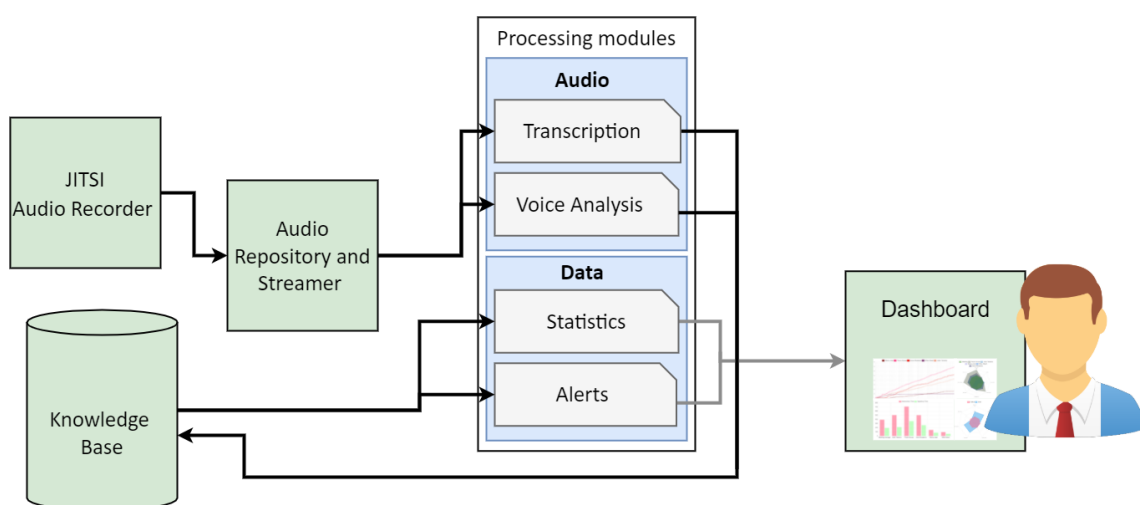 Processing modules
Audio
Transcription
Voice Analysis
JITSI
Audio Recorder
Audio
Repository and
Streamer
Data
Statistics
Alerts
Knowledge
Base
Dashboard